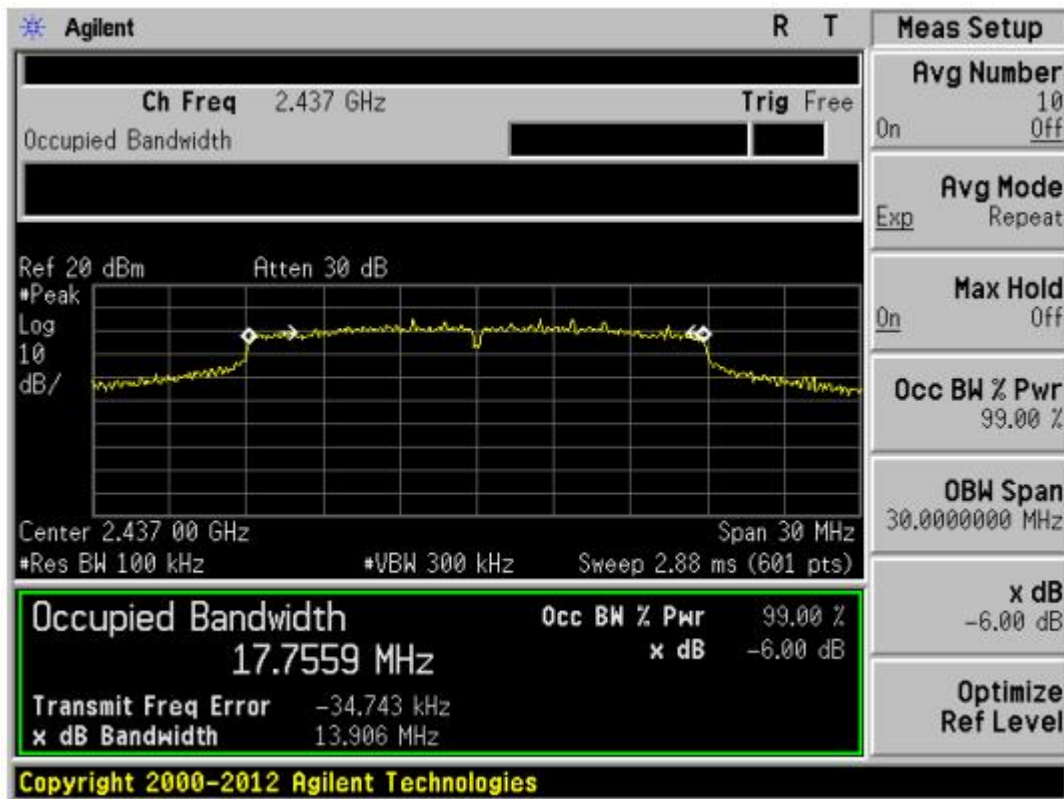 Agilent R T
Ch Freq 2.437 GHz Trig Free
Occupied Bandwidth
Ref 20 dBm Atten 30 dB
#Peak
Log
10
dB/
Center 2.437 00 GHz Span 30 MHz
#Res BW 100 kHz #VBW 300 kHz Sweep 2.88 ms (601 pts)
Occupied Bandwidth Occ BW % Pwr 99.00 %
17.7559 MHz x dB -6.00 dB
Transmit Freq Error -34.743 kHz
x dB Bandwidth 13.906 MHz
Copyright 2000-2012 Agilent Technologies
Meas Setup
Avg Number
10
On Off
Avg Mode
Exp Repeat
Max Hold
On Off
Occ BW % Pwr
99.00 %
OBW Span
30.0000000 MHz
x dB
-6.00 dB
Optimize
Ref Level